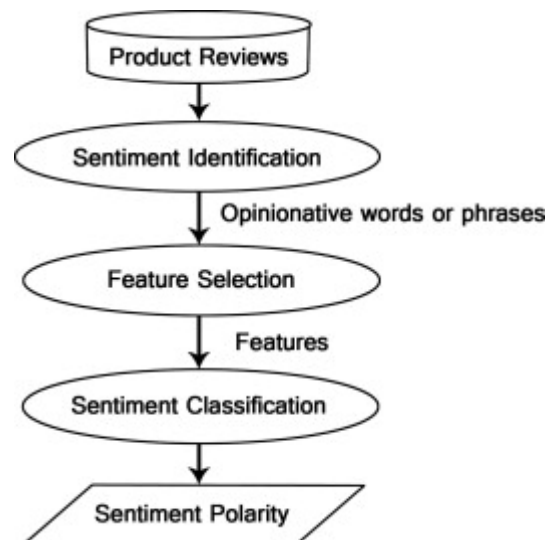 Product Reviews
Sentiment Identification
Opinionative words or phrases
Feature Selection
Features
Sentiment Classification
Sentiment Polarity